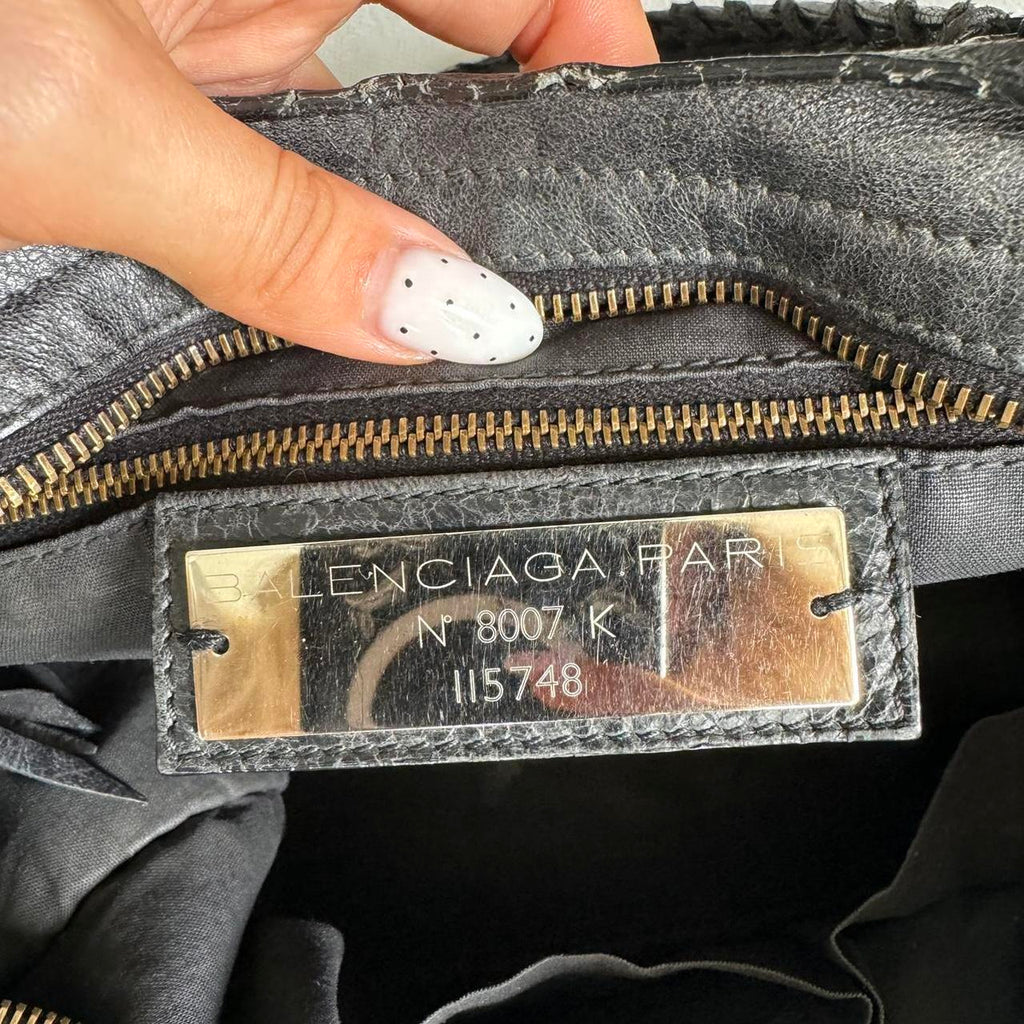 BALENCIAGA.PARIS
N° 8007 K
115748